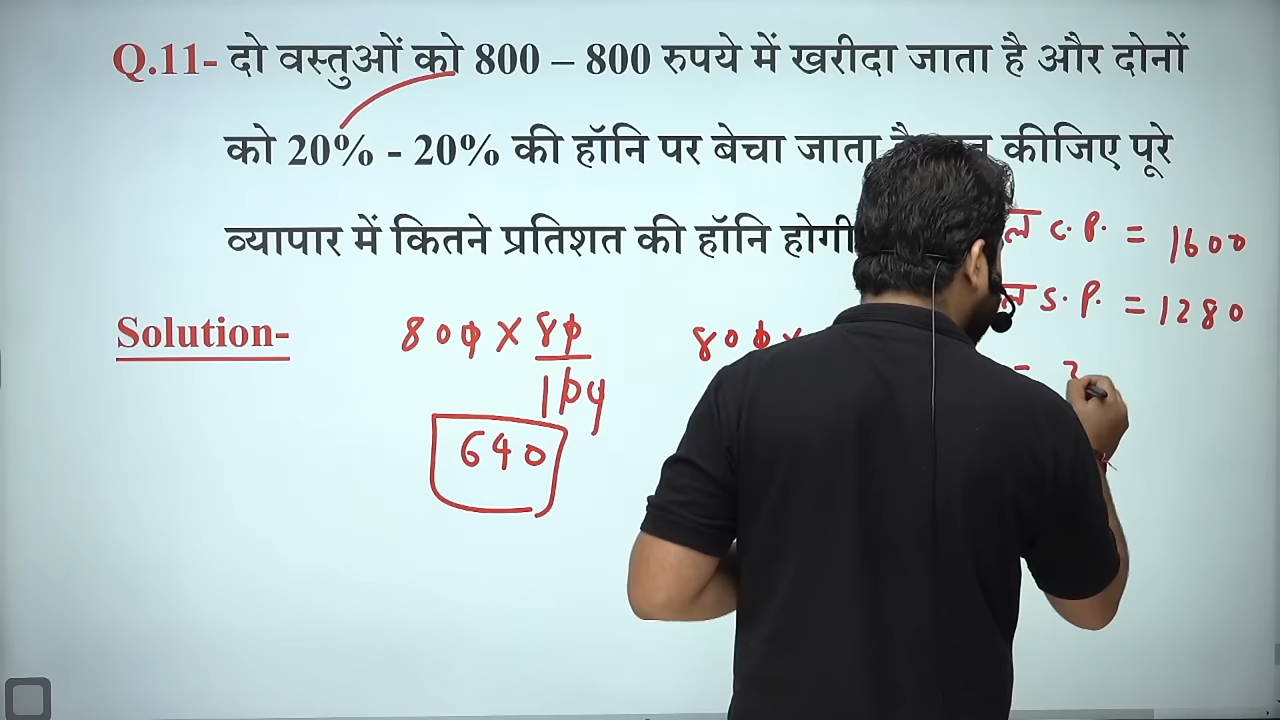 Q.11- दो वस्तुओं को 800 – 800 रुपये में खरीदा जाता है और दोनों
को 20% - 20% की हॉनि पर बेचा जाता कीजिए पूरे
व्यापार में कितने प्रतिशत की हॉनि होगी
C.P. = 1600
S.P. = 1280
Solution-
800 × 80
100
640
800 ×
=